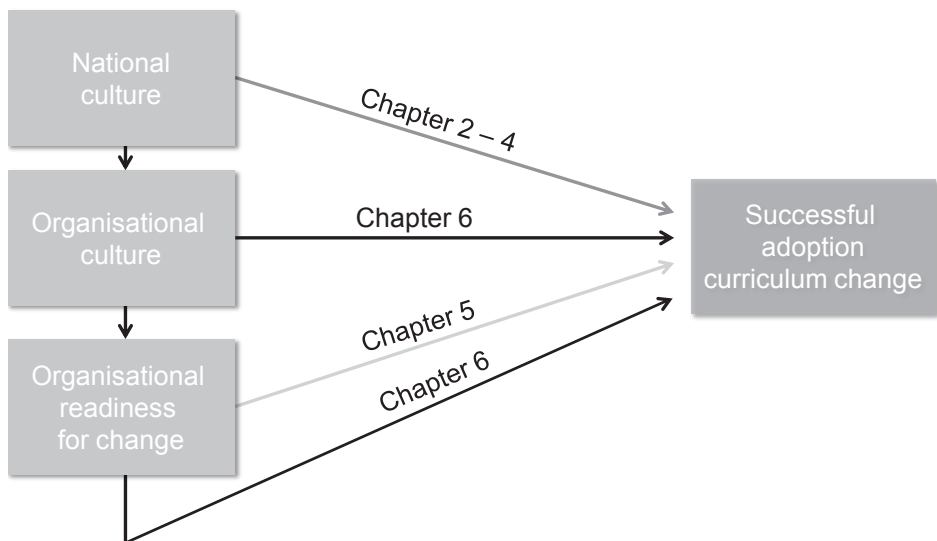 National
culture
Chapter 2 – 4
Organisational
culture
Chapter 6
Successful
adoption
curriculum change
Organisational
readiness
for change
Chapter 5
Chapter 6